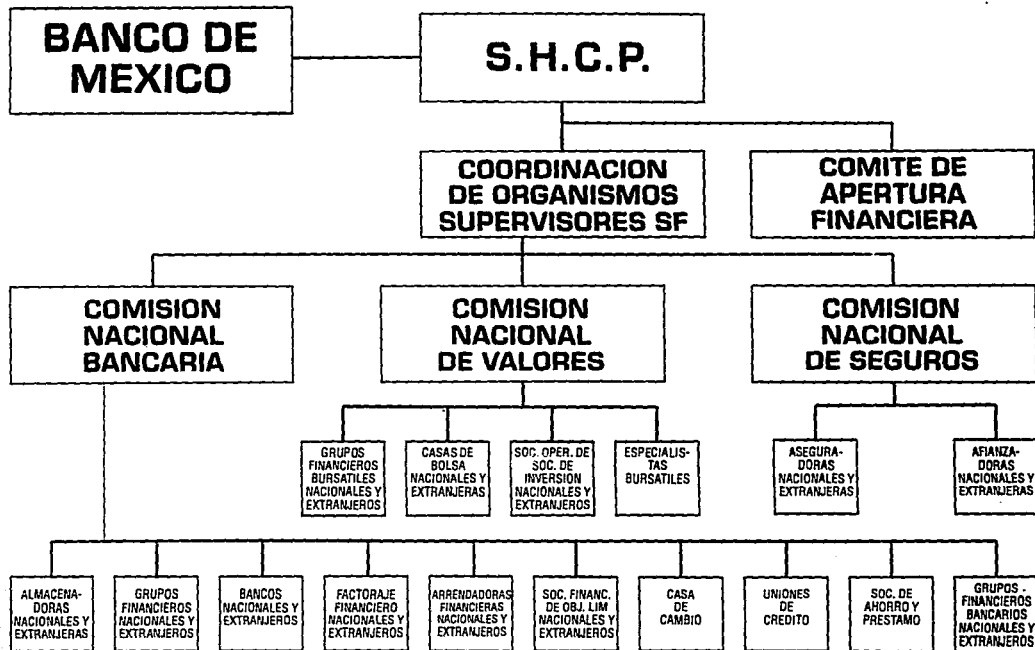 BANCO DE
MEXICO
S.H.C.P.
COORDINACION
DE ORGANISMOS
SUPERVISORES SF
COMITE DE
APERTURA
FINANCIERA
COMISION
NACIONAL
BANCARIA
COMISION
NACIONAL
DE VALORES
COMISION
NACIONAL
DE SEGUROS
GRUPOS
FINANCIEROS
BURSATILES
NACIONALES Y
EXTRANJEROS
CASAS DE
BOLSA
NACIONALES Y
EXTRANJERAS
SOC. OPER. DE
SOC. DE
INVERSION
NACIONALES Y
EXTRANJEROS
ESPECIALIS-
TAS
BURSATILES
ASEGURA-
DORAS
NACIONALES Y
EXTRANJERAS
AFIANZA-
DORAS
NACIONALES Y
EXTRANJERAS
ALMACENA-
DORAS
NACIONALES Y
EXTRANJERAS
GRUPOS
FINANCIEROS
NACIONALES Y
EXTRANJEROS
BANCOS
NACIONALES Y
EXTRANJEROS
FACTORAJE
FINANCIERO
NACIONALES Y
EXTRANJEROS
ARRENDADORAS
FINANCIERAS
NACIONALES Y
EXTRANJEROS
SOC. FINANC.
DE OBJ. LIM
NACIONALES Y
EXTRANJEROS
CASA
DE
CAMBIO
UNIONES
DE
CREDITO
SOC. DE
AHORRO Y
PRESTAMO
GRUPOS -
FINANCIEROS
BANCARIOS
NACIONALES Y
EXTRANJEROS